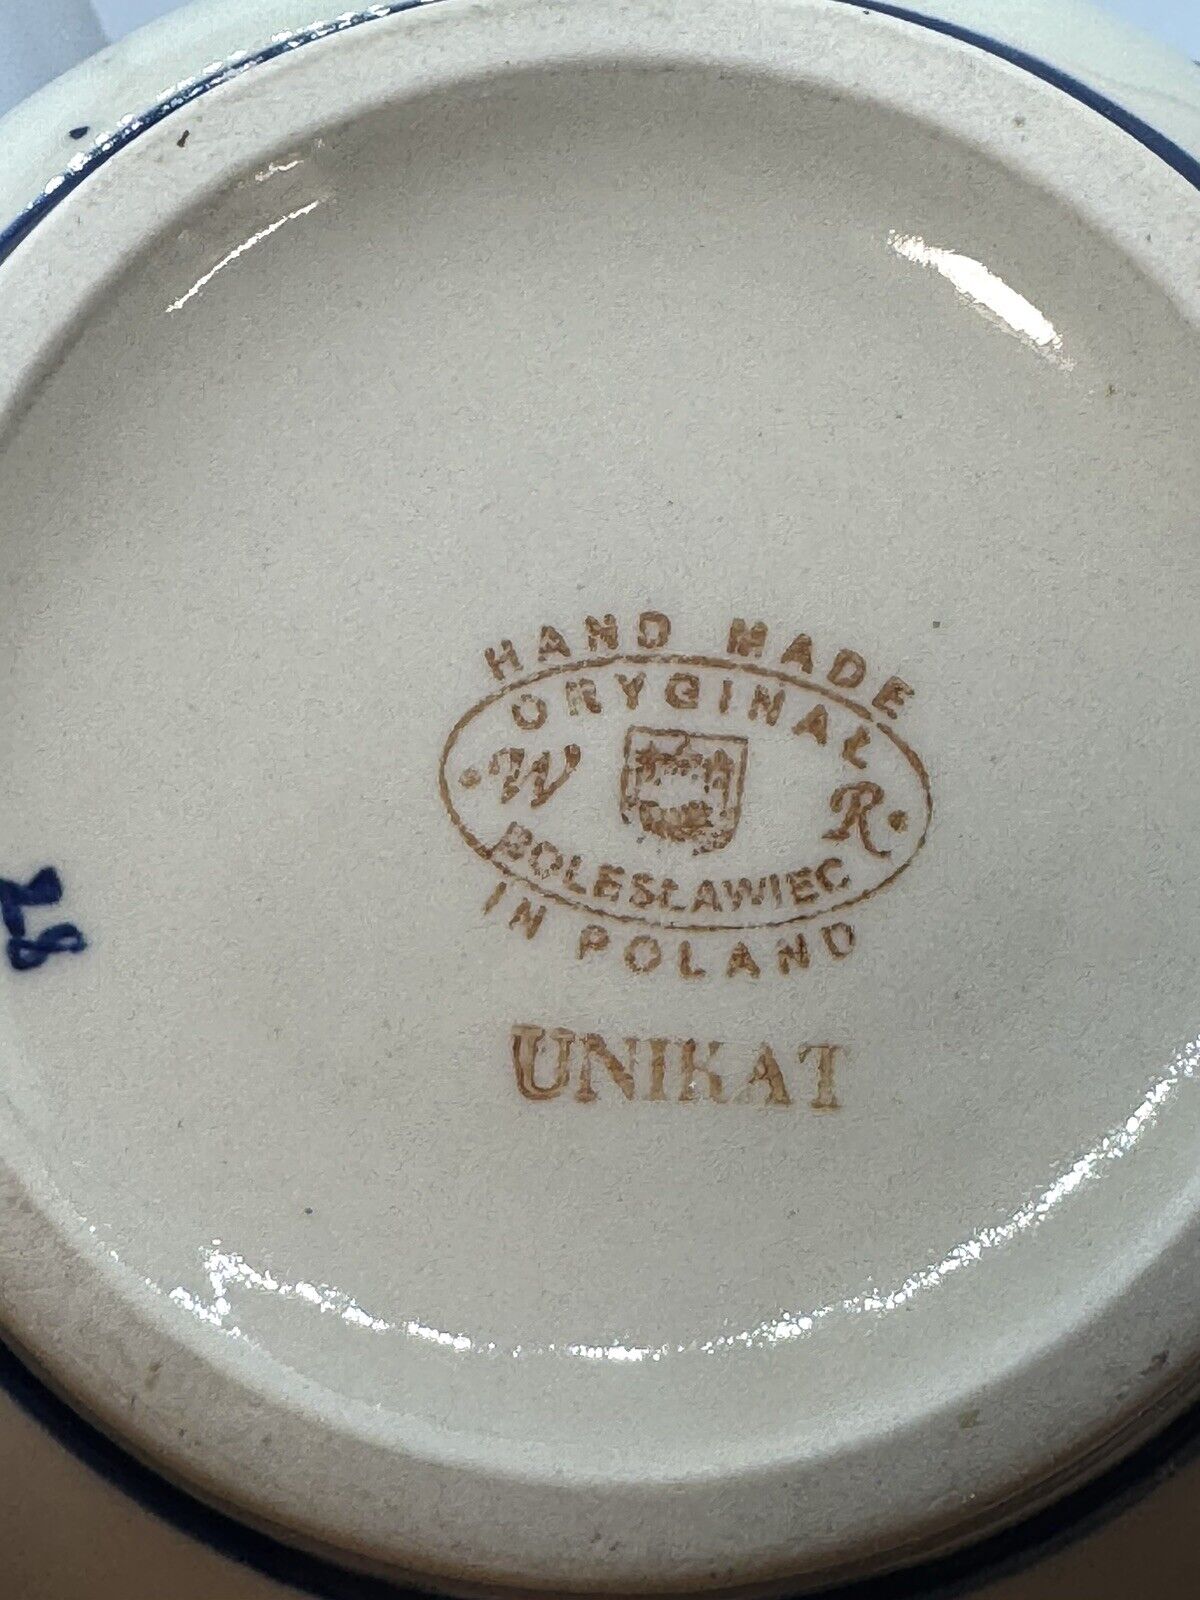 HAND MADE
ORYGINAŁ
W R
BOLESŁAWIEC
IN POLAND
UNIKAT